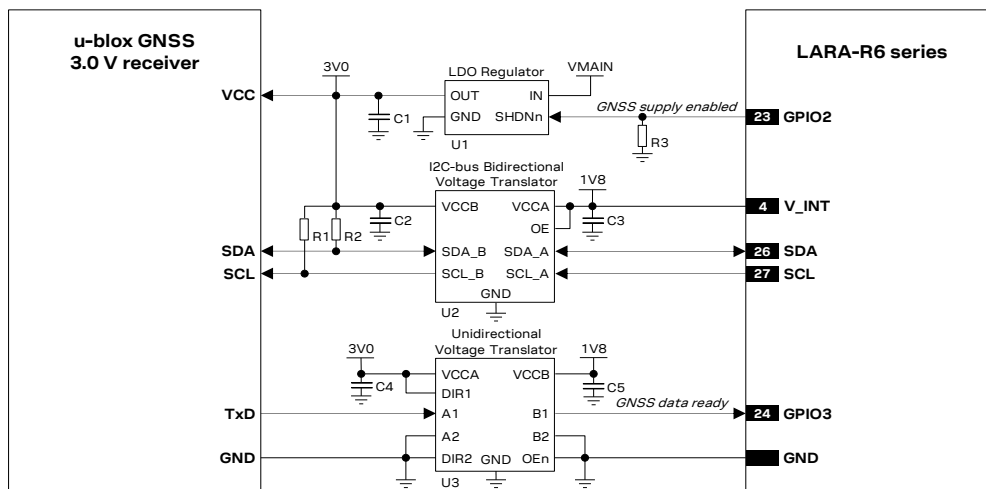 u-blox GNSS
3.0 V receiver
LARA-R6 series
3V0
LDO Regulator
VMAIN
VCC
OUT
IN
GNSS supply enabled
C1
GND
SHDNn
23
GPIO2
U1
R3
I2C-bus Bidirectional
Voltage Translator
1V8
VCCB
VCCA
4
V_INT
C2
OE
C3
R1
R2
SDA
SDA_B
SDA_A
26
SDA
SCL
SCL_B
SCL_A
27
SCL
GND
U2
Unidirectional
Voltage Translator
3V0
1V8
VCCA
VCCB
C4
DIR1
C5
GNSS data ready
TxD
A1
B1
24
GPIO3
A2
B2
GND
DIR2
GND
OEn
GND
U3